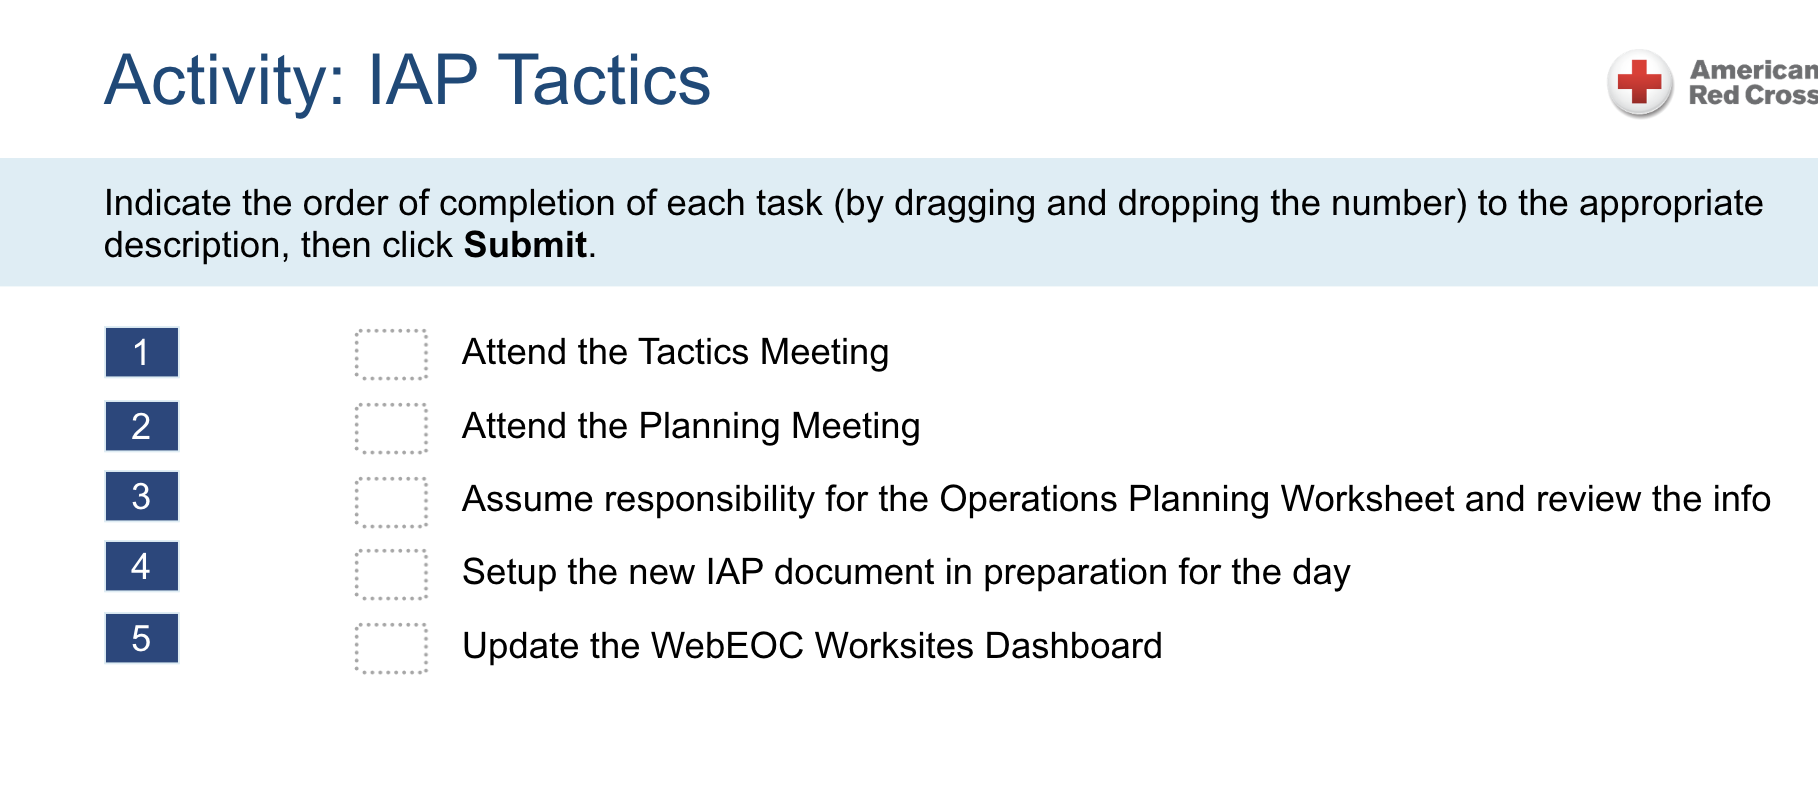 Activity: IAP Tactics
American
Red Cross
Indicate the order of completion of each task (by dragging and dropping the number) to the appropriate
description, then click Submit.
1 Attend the Tactics Meeting
2 Attend the Planning Meeting
3 Assume responsibility for the Operations Planning Worksheet and review the info
4 Setup the new IAP document in preparation for the day
5 Update the WebEOC Worksites Dashboard